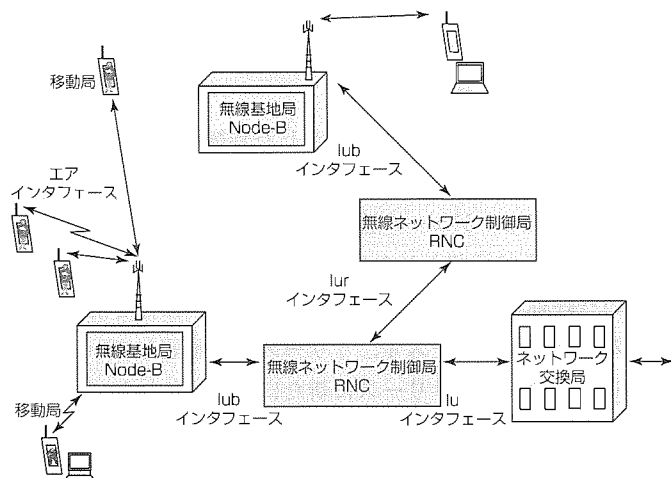 移動局
無線基地局
Node-B
Iub
インタフェース
エア
インタフェース
無線ネットワーク制御局
RNC
Iur
インタフェース
無線基地局
Node-B
無線ネットワーク制御局
RNC
ネットワーク
交換局
Iub
インタフェース
Iu
インタフェース
移動局